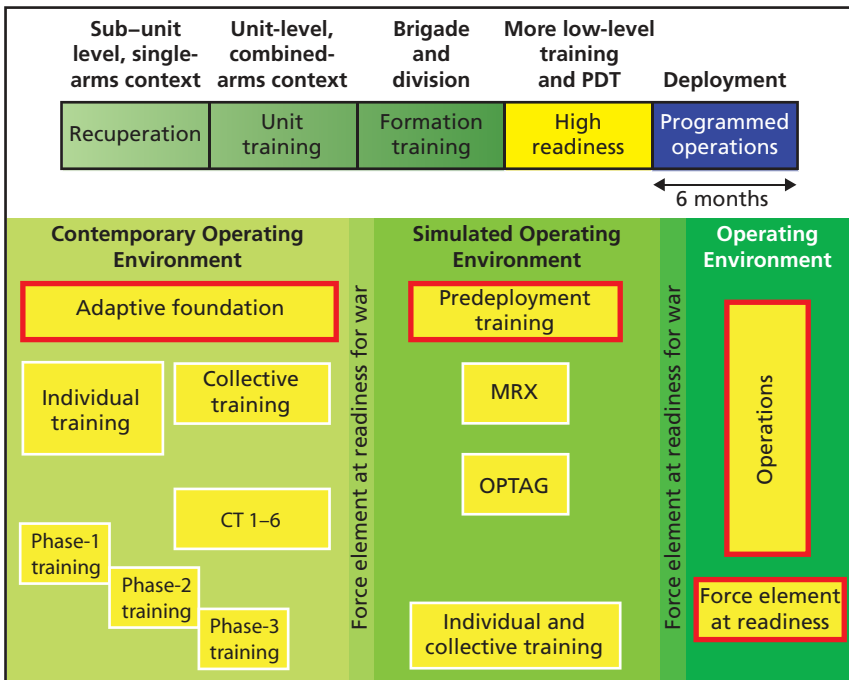 Sub–unit
level, single-
arms context
Unit-level,
combined-
arms context
Brigade
and
division
More low-level
training
and PDT
Deployment
Recuperation
Unit
training
Formation
training
High
readiness
Programmed
operations
6 months
Contemporary Operating
Environment
Adaptive foundation
Individual
training
Collective
training
CT 1–6
Phase-1
training
Phase-2
training
Phase-3
training
Force element at readiness for war
Simulated Operating
Environment
Predeployment
training
MRX
OPTAG
Individual and
collective training
Force element at readiness for war
Operating
Environment
Operations
Force element
at readiness